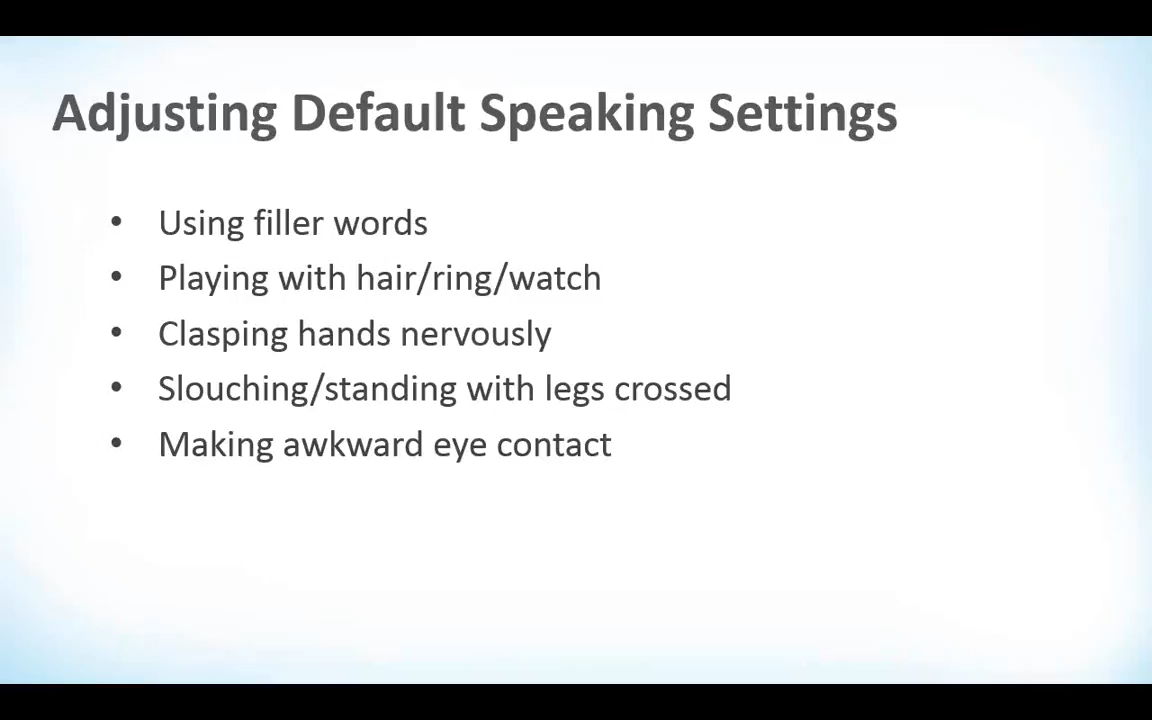 Adjusting Default Speaking Settings
• Using filler words
• Playing with hair/ring/watch
• Clasping hands nervously
• Slouching/standing with legs crossed
• Making awkward eye contact